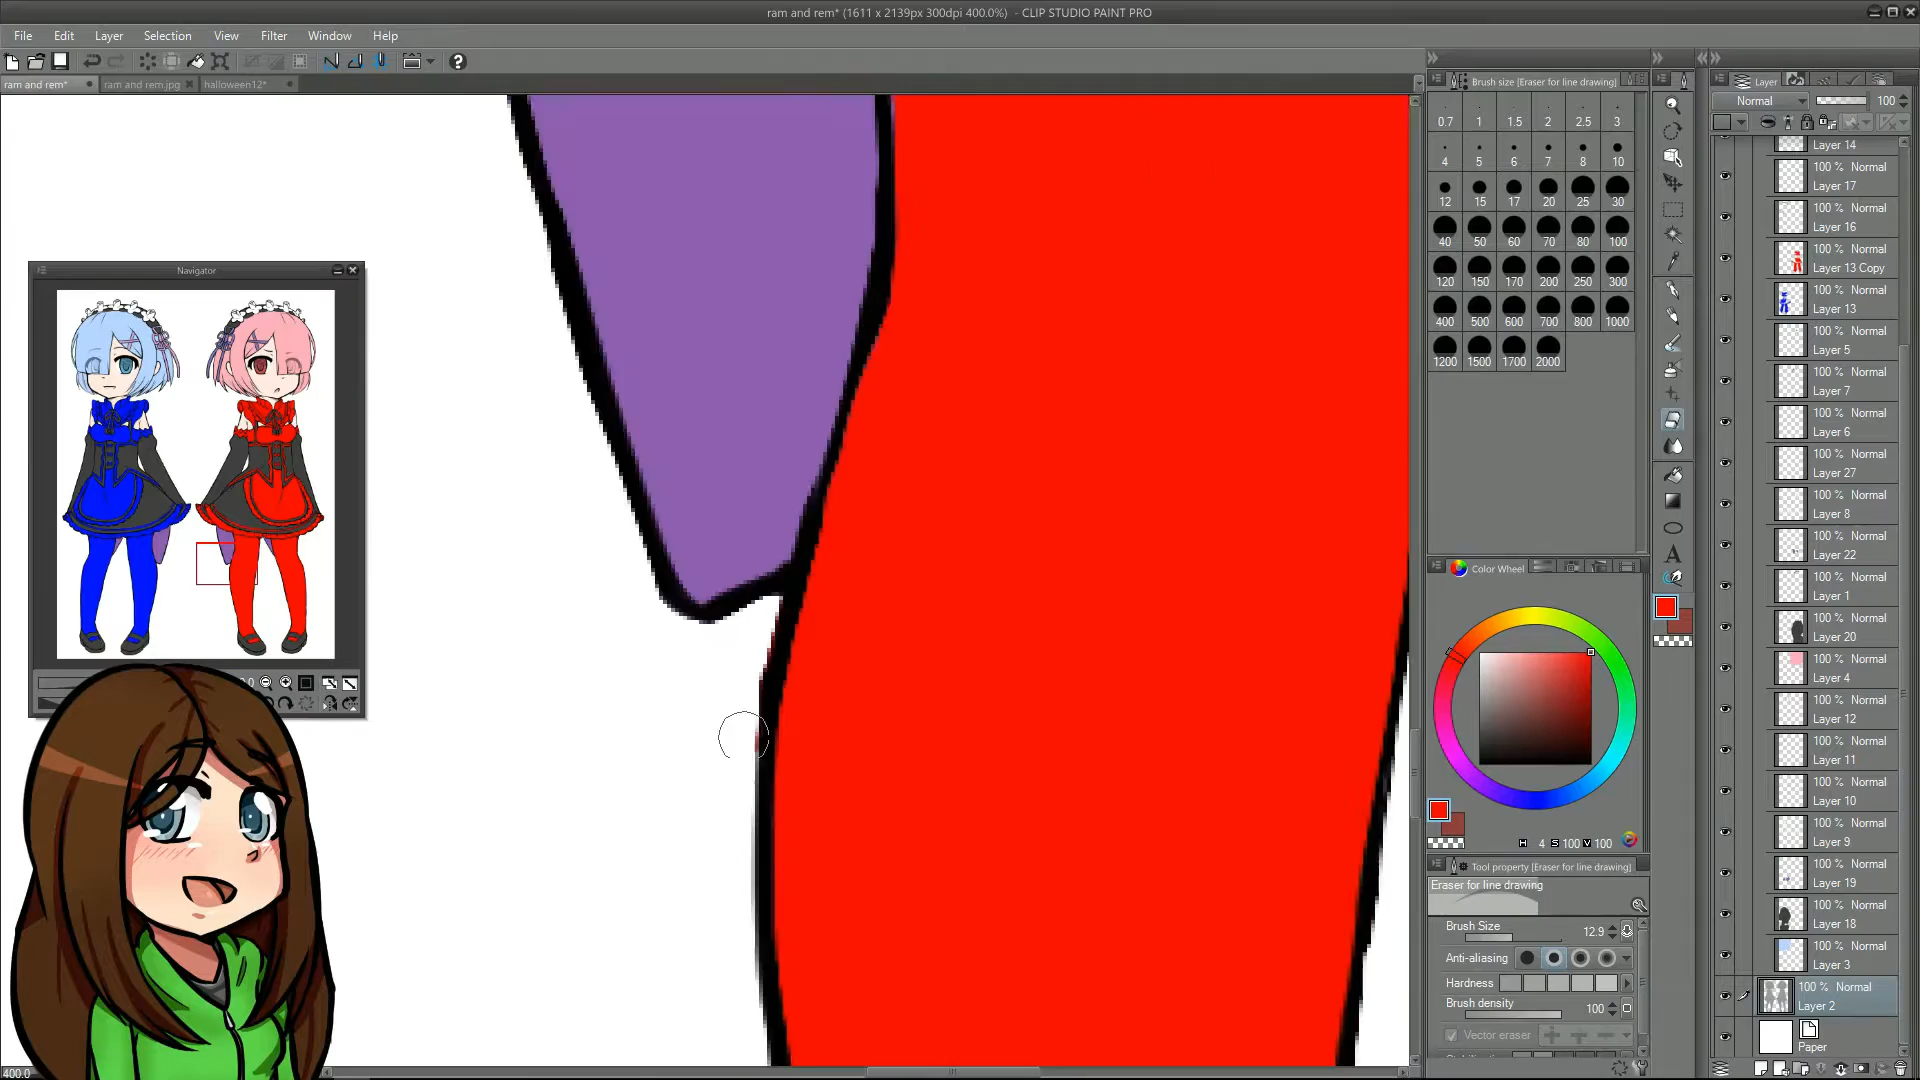 ram and rem* (1611 x 2139px 300dpi 400.0%) - CLIP STUDIO PAINT PRO
File Edit Layer Selection View Filter Window Help
ram and rem* ram and rem.jpg halloween12*
Navigator
400.0
Brush size [Eraser for line drawing]
0.7 1 1.5 2 2.5 3
4 5 6 7 8 10
12 15 17 20 25 30
40 50 60 70 80 100
120 150 170 200 250 300
400 500 600 700 800 1000
1200 1500 1700 2000
Color Wheel
H 4 S 100 V 100
Tool property [Eraser for line drawing]
Eraser for line drawing
Brush Size 12.9
Anti-aliasing
Hardness
Brush density 100
Vector eraser
Layer
Normal 100
Layer 14
100 % Normal
Layer 17
100 % Normal
Layer 16
100 % Normal
Layer 13 Copy
100 % Normal
Layer 13
100 % Normal
Layer 5
100 % Normal
Layer 7
100 % Normal
Layer 6
100 % Normal
Layer 27
100 % Normal
Layer 8
100 % Normal
Layer 22
100 % Normal
Layer 1
100 % Normal
Layer 20
100 % Normal
Layer 4
100 % Normal
Layer 12
100 % Normal
Layer 11
100 % Normal
Layer 10
100 % Normal
Layer 9
100 % Normal
Layer 19
100 % Normal
Layer 18
100 % Normal
Layer 3
100 % Normal
Layer 2
Paper